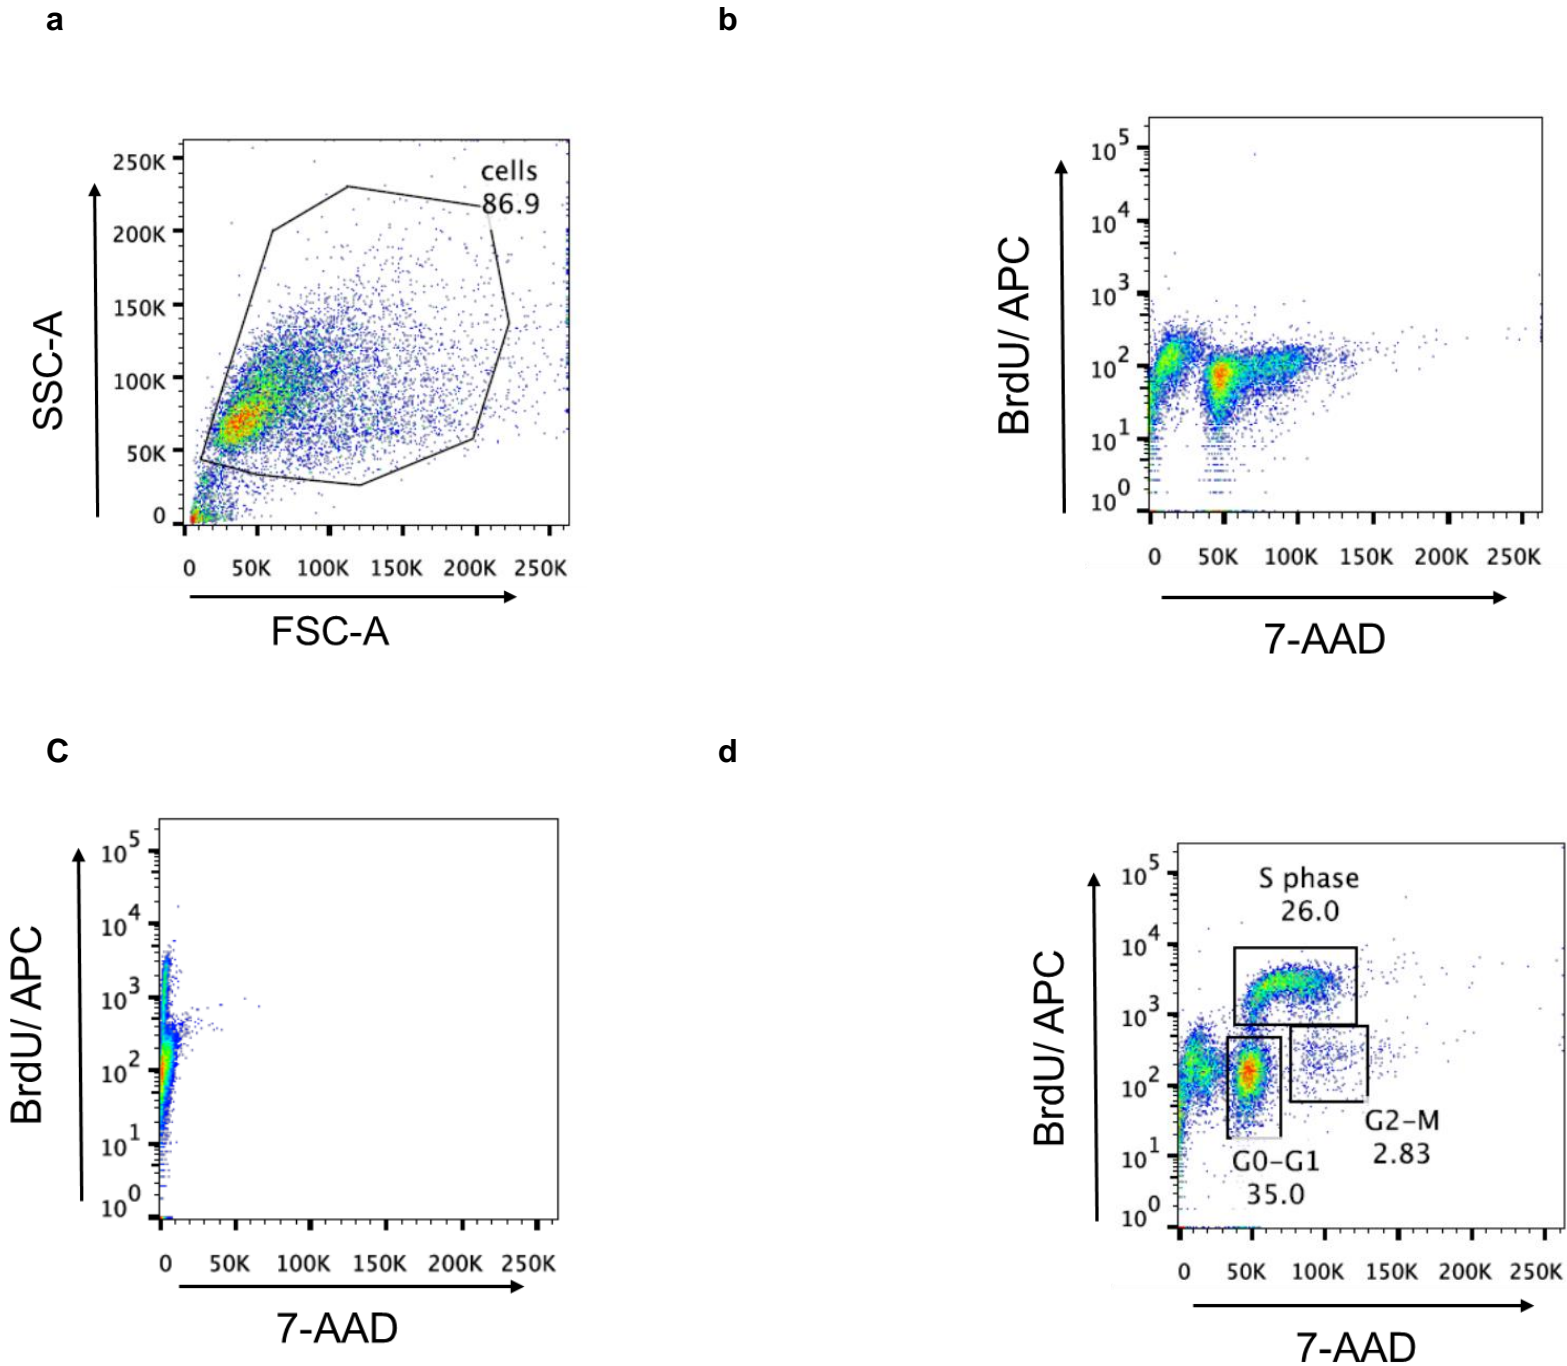 a
b
cells
86.9
250K
200K
150K
100K
50K
0
SSC-A
0 50K 100K 150K 200K 250K
FSC-A
10^5
10^4
10^3
10^2
10^1
10^0
BrdU/ APC
0 50K 100K 150K 200K 250K
7-AAD
C
d
10^5
10^4
10^3
10^2
10^1
10^0
BrdU/ APC
0 50K 100K 150K 200K 250K
7-AAD
S phase
26.0
10^5
10^4
10^3
10^2
10^1
10^0
BrdU/ APC
G2-M
2.83
G0-G1
35.0
0 50K 100K 150K 200K 250K
7-AAD